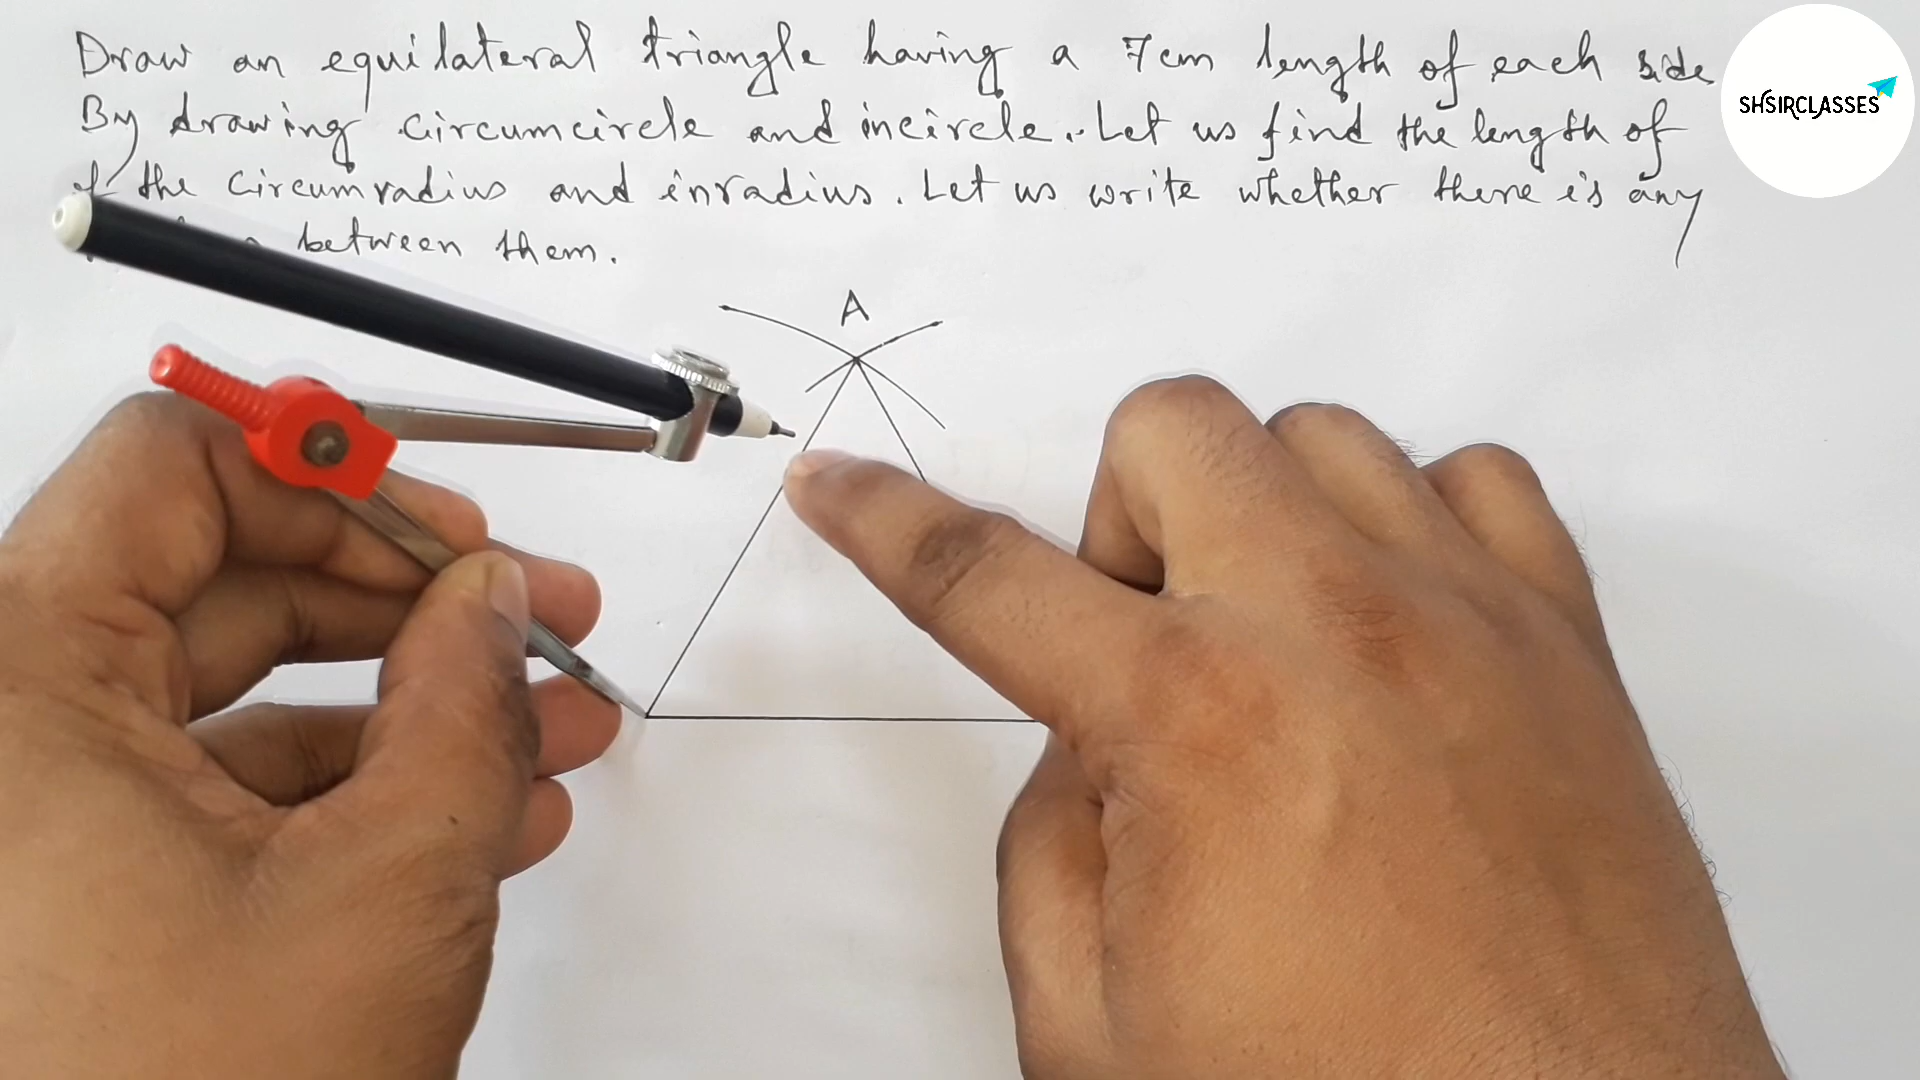 Draw an equilateral triangle having a 7cm length of each side
By drawing circumcircle and incircle. Let us find the length of
of the circumradius and inradius. Let us write whether there is any
between them.
A
SHSIRCLASSES